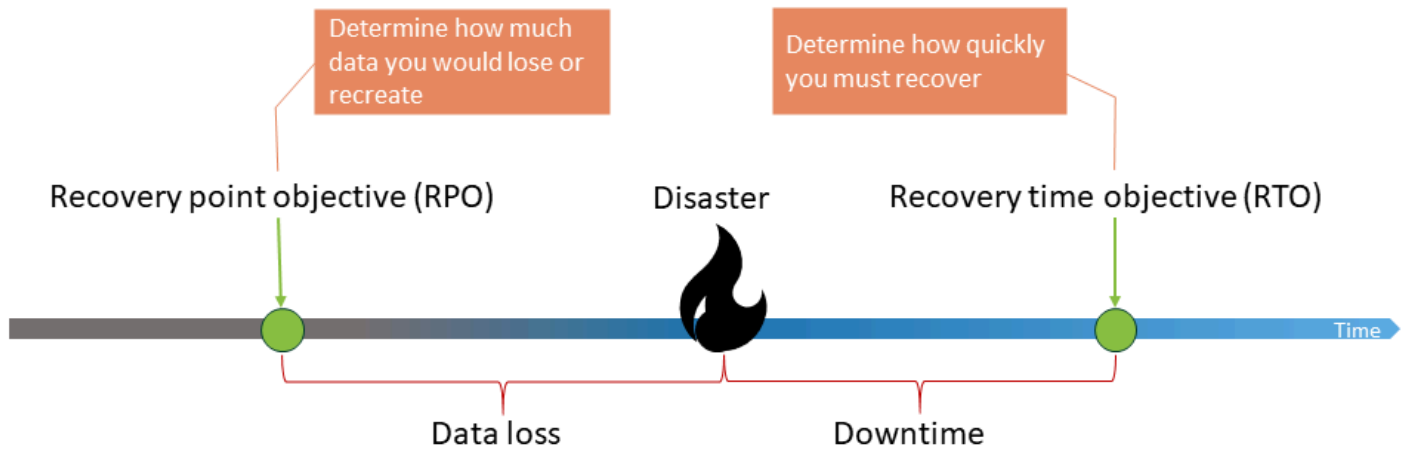 Determine how much
data you would lose or
recreate
Determine how quickly
you must recover
Recovery point objective (RPO)
Disaster
Recovery time objective (RTO)
Time
Data loss
Downtime